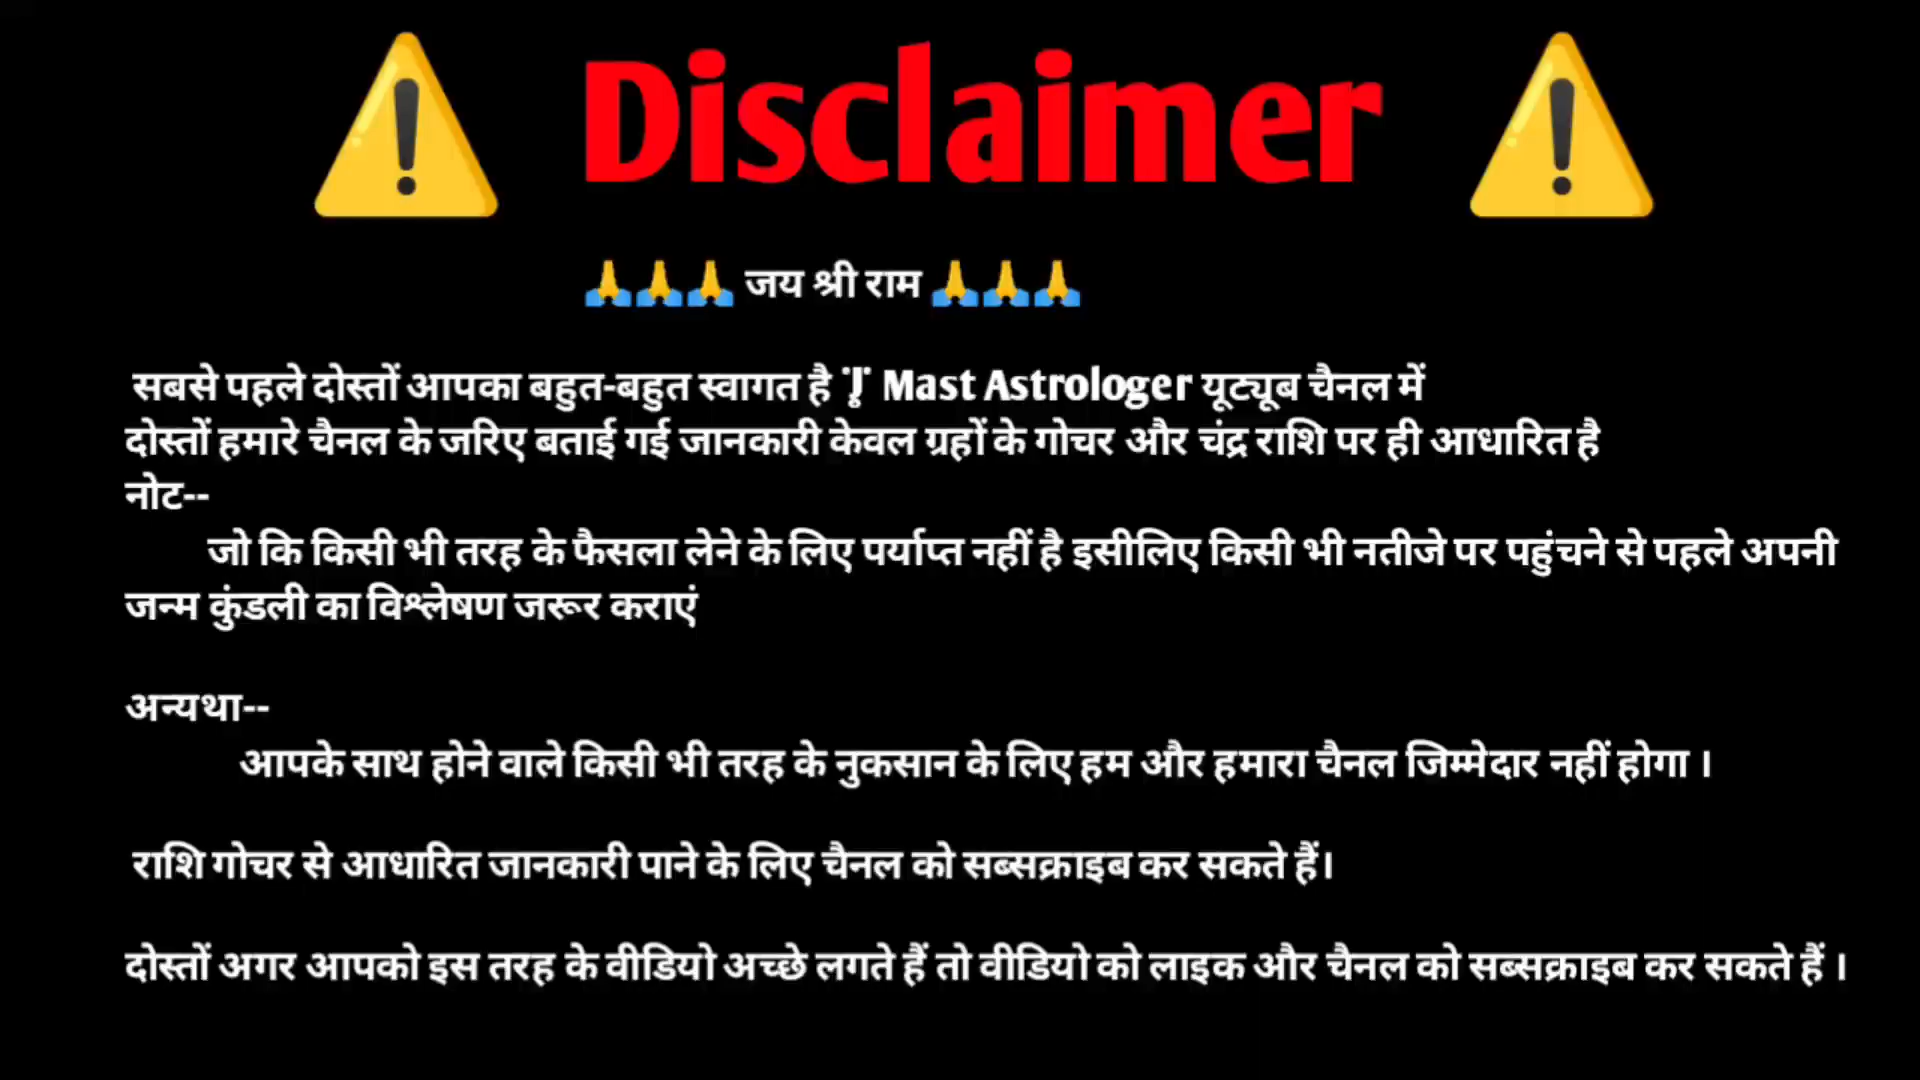 ⚠️ Disclaimer ⚠️
🙏🙏🙏 जय श्री राम 🙏🙏🙏
सबसे पहले दोस्तों आपका बहुत-बहुत स्वागत है Mast Astrologer यूट्यूब चैनल में
दोस्तों हमारे चैनल के जरिए बताई गई जानकारी केवल ग्रहों के गोचर और चंद्र राशि पर ही आधारित है
नोट--
जो कि किसी भी तरह के फैसला लेने के लिए पर्याप्त नहीं है इसीलिए किसी भी नतीजे पर पहुंचने से पहले अपनी
जन्म कुंडली का विश्लेषण जरूर कराएं
अन्यथा--
आपके साथ होने वाले किसी भी तरह के नुकसान के लिए हम और हमारा चैनल जिम्मेदार नहीं होगा ।
राशि गोचर से आधारित जानकारी पाने के लिए चैनल को सब्सक्राइब कर सकते हैं।
दोस्तों अगर आपको इस तरह के वीडियो अच्छे लगते हैं तो वीडियो को लाइक और चैनल को सब्सक्राइब कर सकते हैं ।